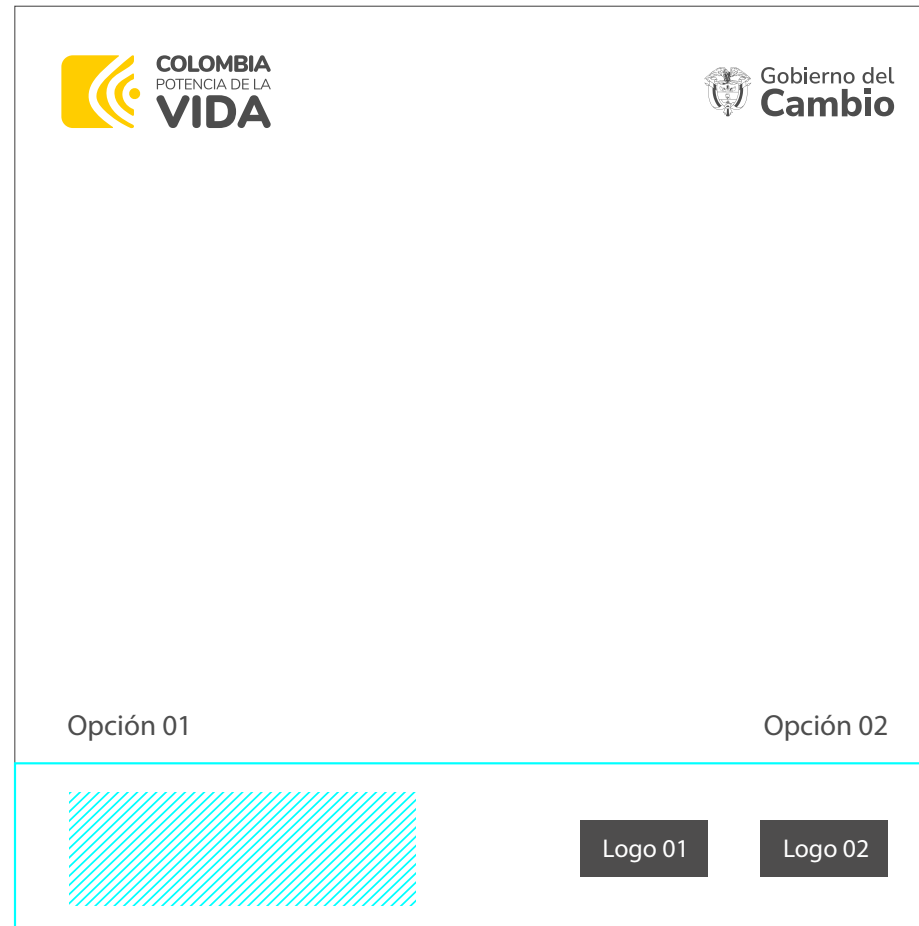 COLOMBIA
POTENCIA DE LA
VIDA
Gobierno del
Cambio
Opción 01
Opción 02
Logo 01
Logo 02